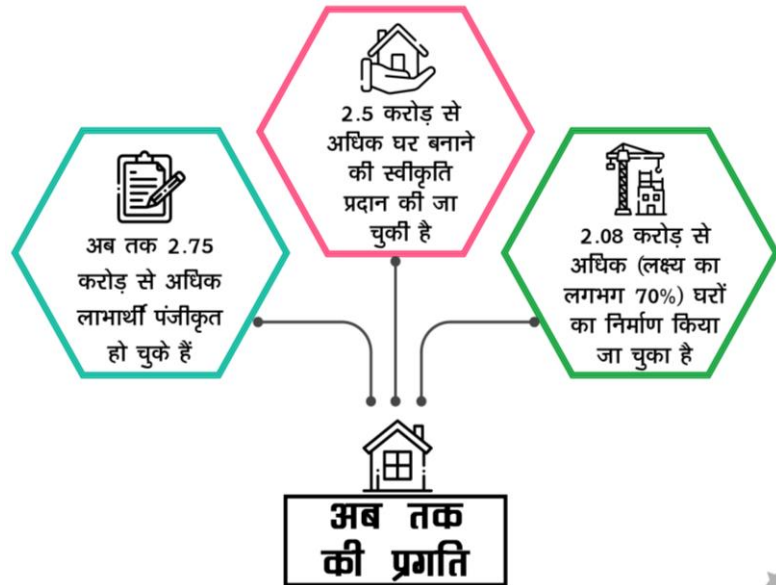 अब तक 2.75
करोड़ से अधिक
लाभार्थी पंजीकृत
हो चुके हैं
2.5 करोड़ से
अधिक घर बनाने
की स्वीकृति
प्रदान की जा
चुकी है
2.08 करोड़ से
अधिक (लक्ष्य का
लगभग 70%) घरों
का निर्माण किया
जा चुका है
अब तक
की प्रगति